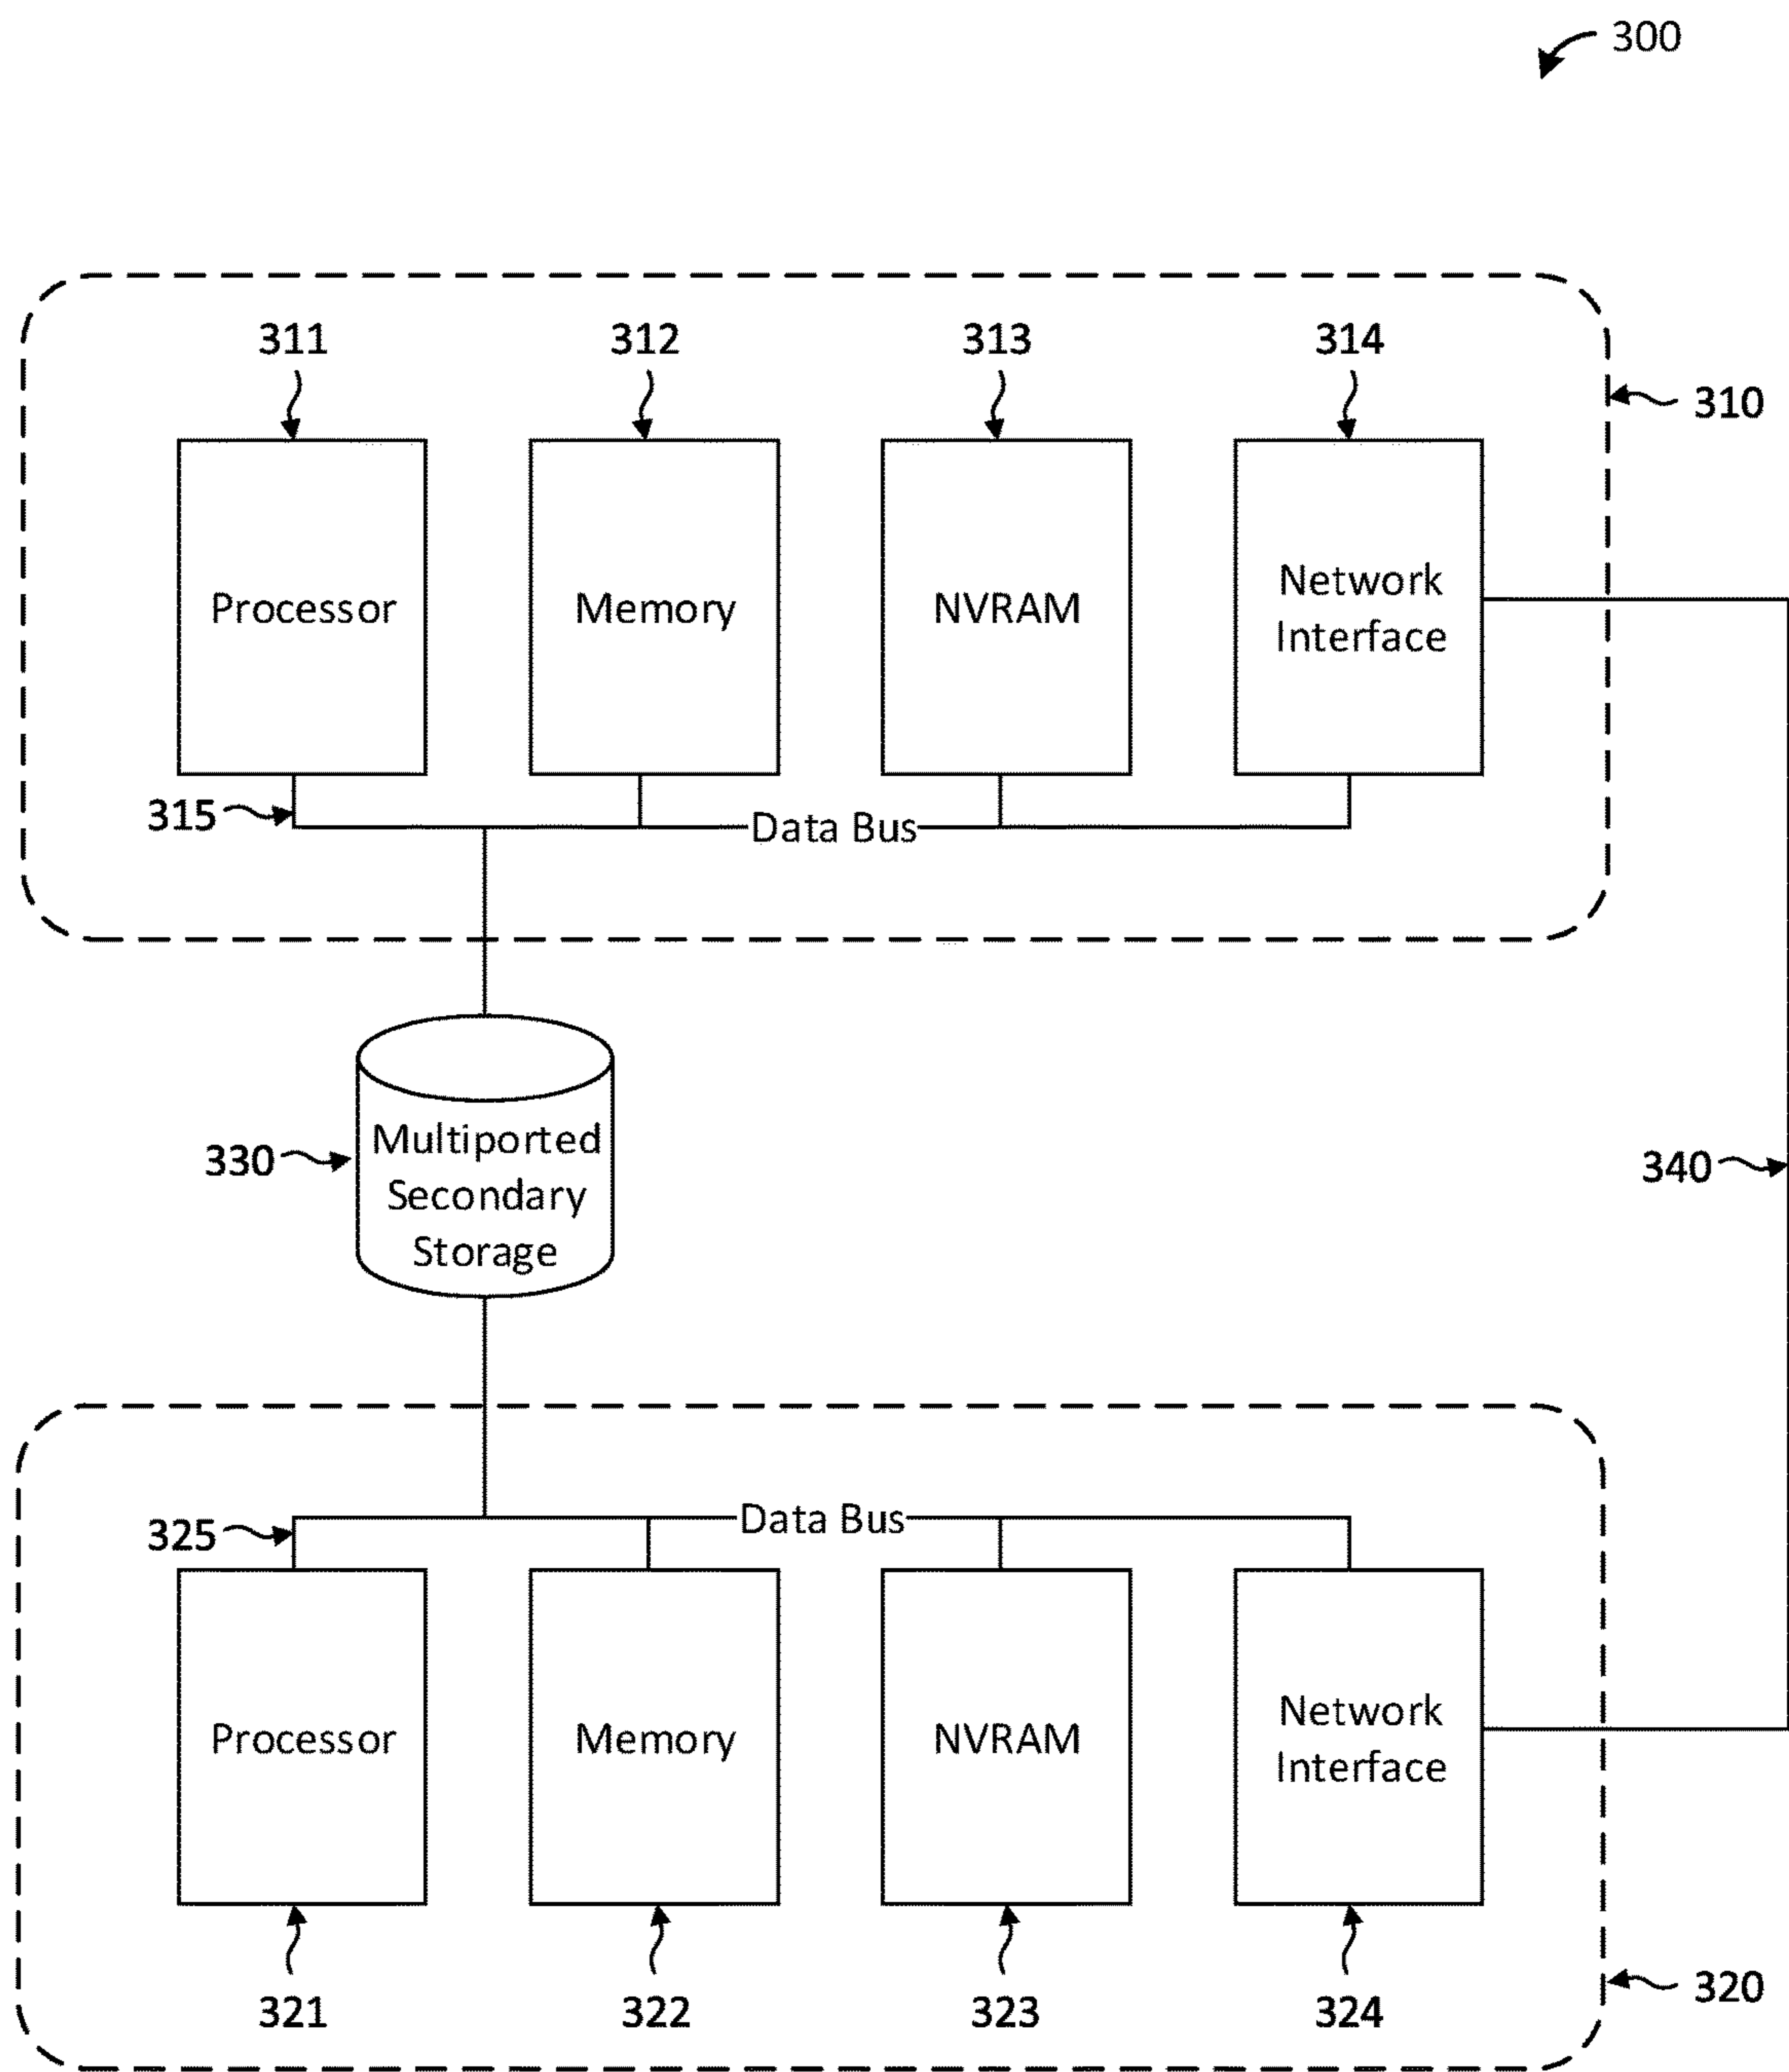 300
311 312 313 314
310
Processor Memory NVRAM Network
Interface
315
Data Bus
330
Multiported
Secondary
Storage
340
325
Data Bus
Processor Memory NVRAM Network
Interface
320
321 322 323 324